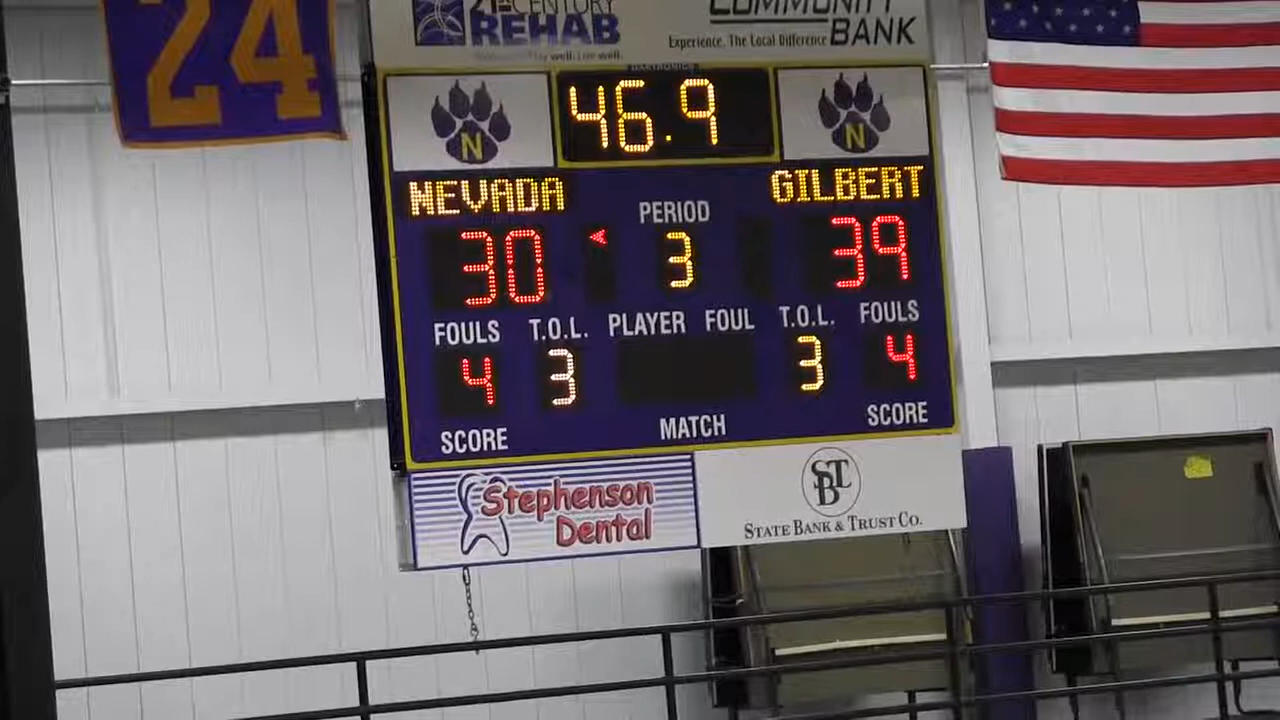 24
21st CENTURY
REHAB
COMMUNITY
BANK
Experience. The Local Difference
46.9
N
N
NEVADA
GILBERT
PERIOD
30
3
39
FOULS
T.O.L.
PLAYER FOUL
T.O.L.
FOULS
4
3
3
4
SCORE
MATCH
SCORE
Stephenson
Dental
STBL
STATE BANK & TRUST CO.